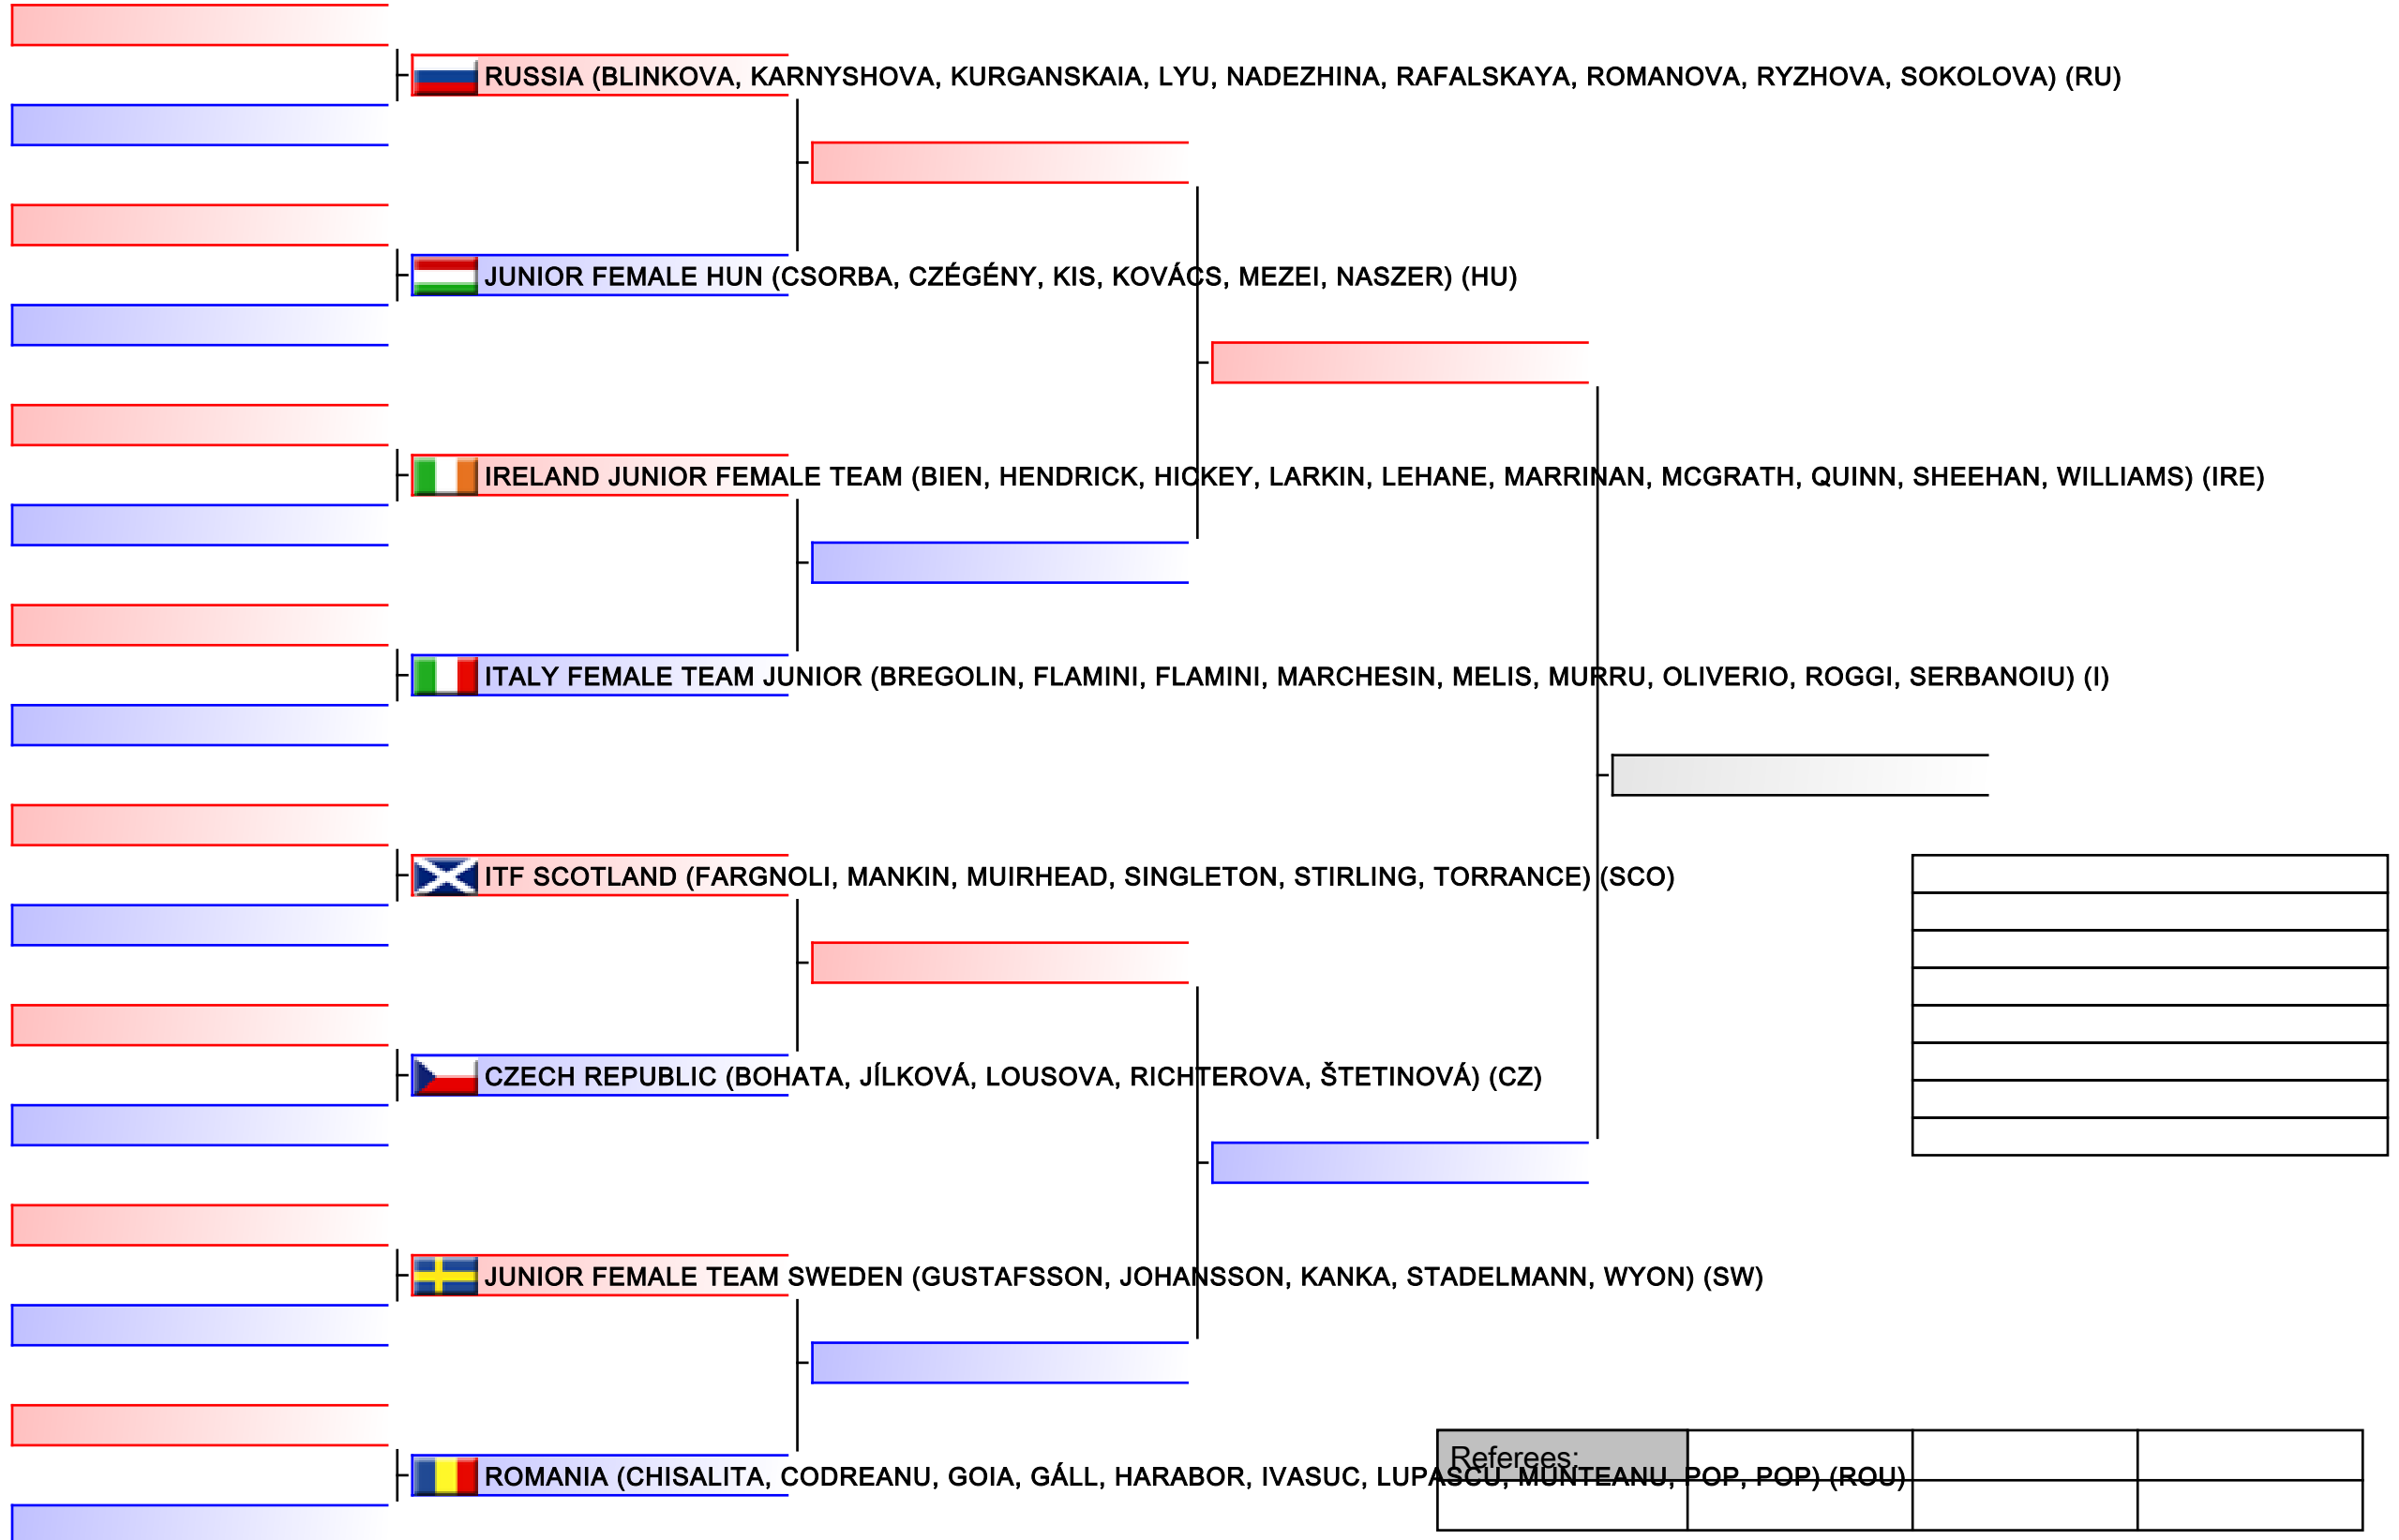 RUSSIA (BLINKOVA, KARNYSHOVA, KURGANSKAIA, LYU, NADEZHINA, RAFALSKAYA, ROMANOVA, RYZHOVA, SOKOLOVA) (RU)
JUNIOR FEMALE HUN (CSORBA, CZÉGÉNY, KIS, KOVÁCS, MEZEI, NASZER) (HU)
IRELAND JUNIOR FEMALE TEAM (BIEN, HENDRICK, HICKEY, LARKIN, LEHANE, MARRINAN, MCGRATH, QUINN, SHEEHAN, WILLIAMS) (IRE)
ITALY FEMALE TEAM JUNIOR (BREGOLIN, FLAMINI, FLAMINI, MARCHESIN, MELIS, MURRU, OLIVERIO, ROGGI, SERBANOIU) (I)
ITF SCOTLAND (FARGNOLI, MANKIN, MUIRHEAD, SINGLETON, STIRLING, TORRANCE) (SCO)
CZECH REPUBLIC (BOHATA, JÍLKOVÁ, LOUSOVA, RICHTEROVA, ŠTETINOVÁ) (CZ)
JUNIOR FEMALE TEAM SWEDEN (GUSTAFSSON, JOHANSSON, KANKA, STADELMANN, WYON) (SW)
Referees:
ROMANIA (CHISALITA, CODREANU, GOIA, GÁLL, HARABOR, IVASUC, LUPASCU, MUNTEANU, POP, POP) (ROU)